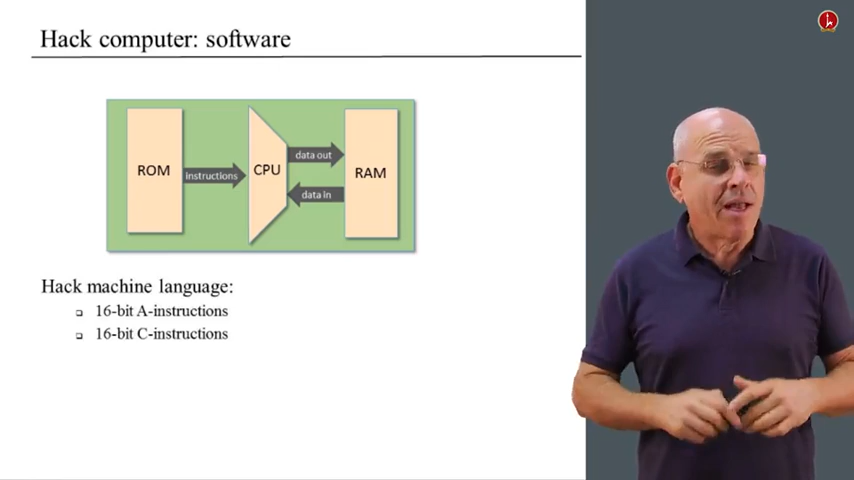 Hack computer: software
ROM
instructions
CPU
data out
data in
RAM
Hack machine language:
16-bit A-instructions
16-bit C-instructions